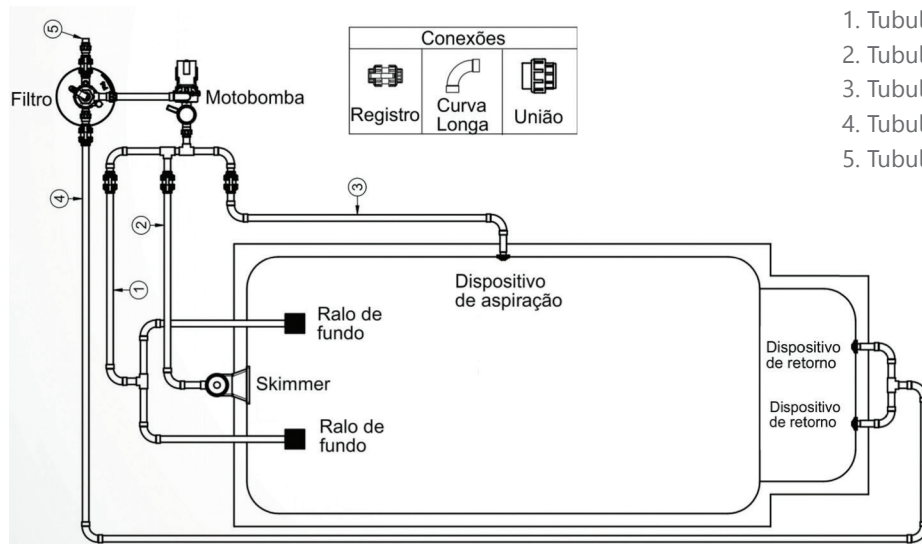 5
Filtro
Motobomba
Conexões
Registro
Curva
Longa
União
1. Tubul
2. Tubul
3. Tubul
4. Tubul
5. Tubul
4
2
3
1
Dispositivo
de aspiração
Ralo de
fundo
Skimmer
Ralo de
fundo
Dispositivo
de retorno
Dispositivo
de retorno